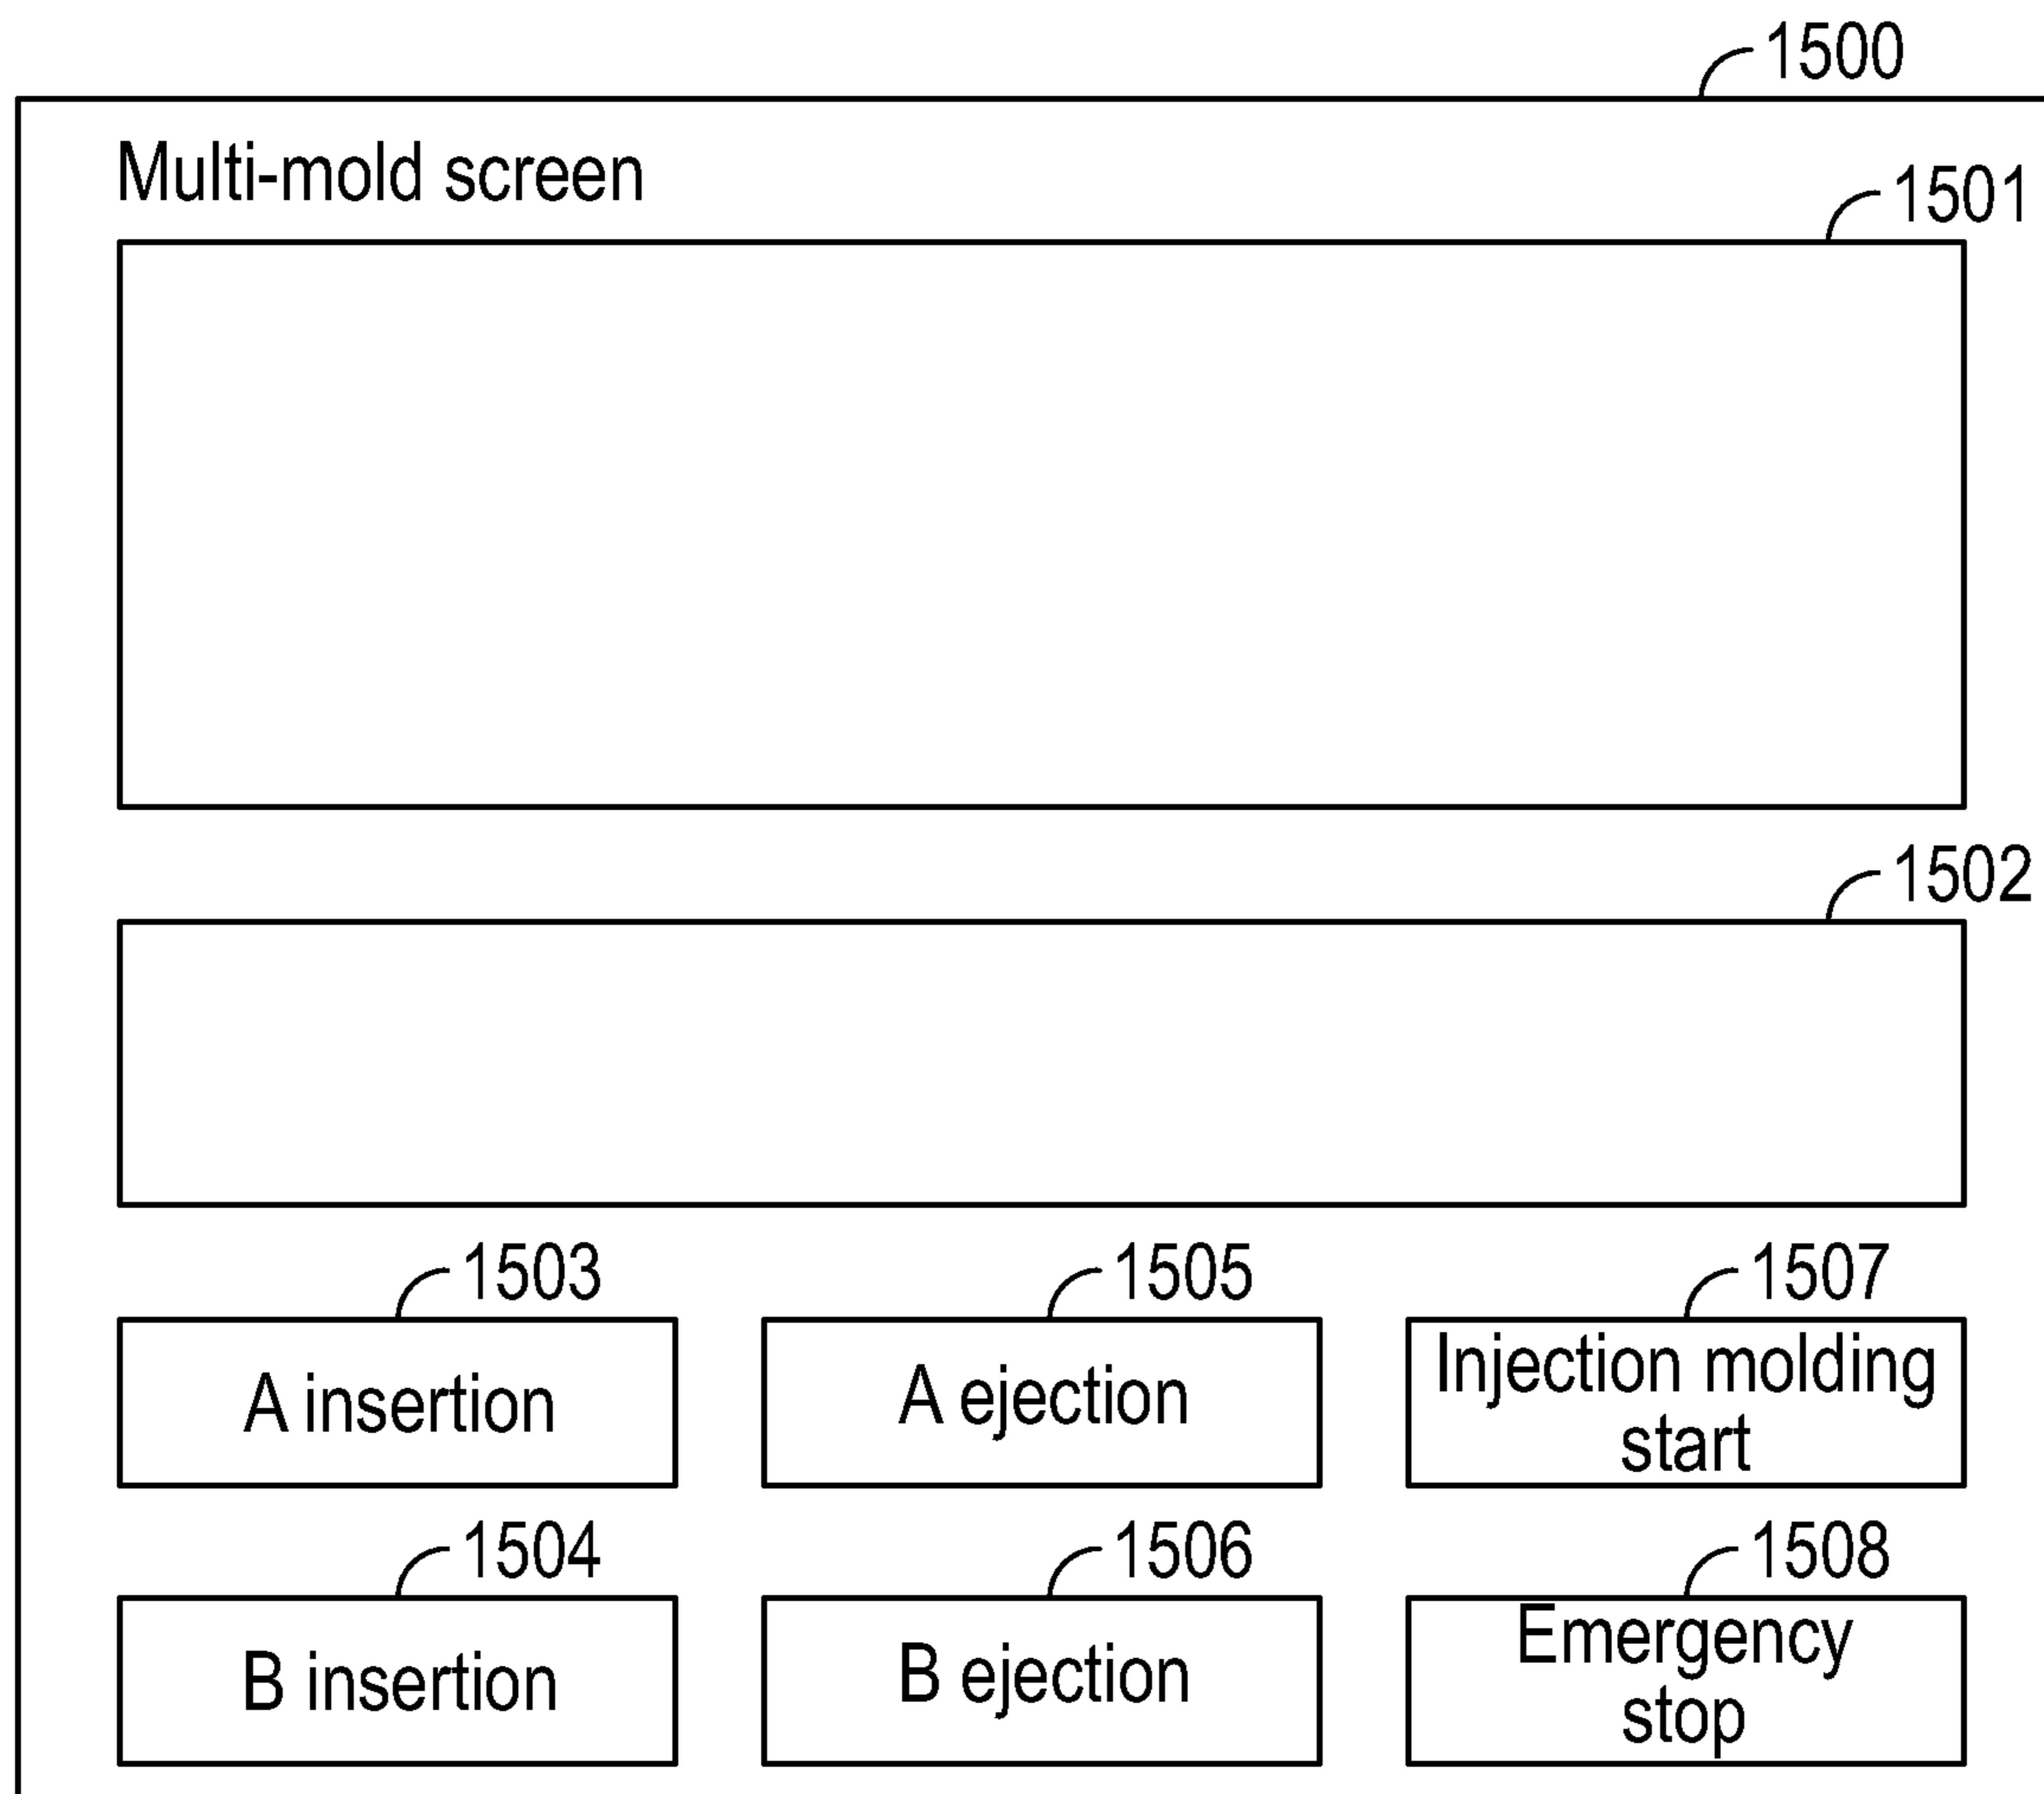 1500
Multi-mold screen
1501
1502
1503
1505
1507
A insertion
A ejection
Injection molding
start
1504
1506
1508
B insertion
B ejection
Emergency
stop